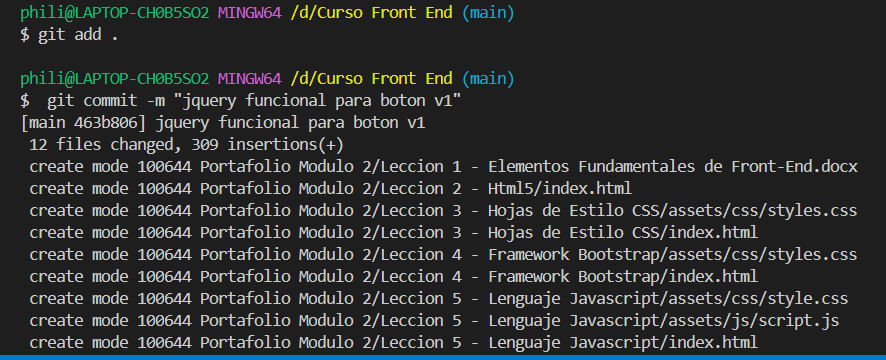 phili@LAPTOP-CH0B5SO2 MINGW64 /d/Curso Front End (main)
$ git add .
phili@LAPTOP-CH0B5SO2 MINGW64 /d/Curso Front End (main)
$  git commit -m "jquery funcional para boton v1"
[main 463b806] jquery funcional para boton v1
 12 files changed, 309 insertions(+)
 create mode 100644 Portafolio Modulo 2/Leccion 1 - Elementos Fundamentales de Front-End.docx
 create mode 100644 Portafolio Modulo 2/Leccion 2 - Html5/index.html
 create mode 100644 Portafolio Modulo 2/Leccion 3 - Hojas de Estilo CSS/assets/css/styles.css
 create mode 100644 Portafolio Modulo 2/Leccion 3 - Hojas de Estilo CSS/index.html
 create mode 100644 Portafolio Modulo 2/Leccion 4 - Framework Bootstrap/assets/css/styles.css
 create mode 100644 Portafolio Modulo 2/Leccion 4 - Framework Bootstrap/index.html
 create mode 100644 Portafolio Modulo 2/Leccion 5 - Lenguaje Javascript/assets/css/style.css
 create mode 100644 Portafolio Modulo 2/Leccion 5 - Lenguaje Javascript/assets/js/script.js
 create mode 100644 Portafolio Modulo 2/Leccion 5 - Lenguaje Javascript/index.html